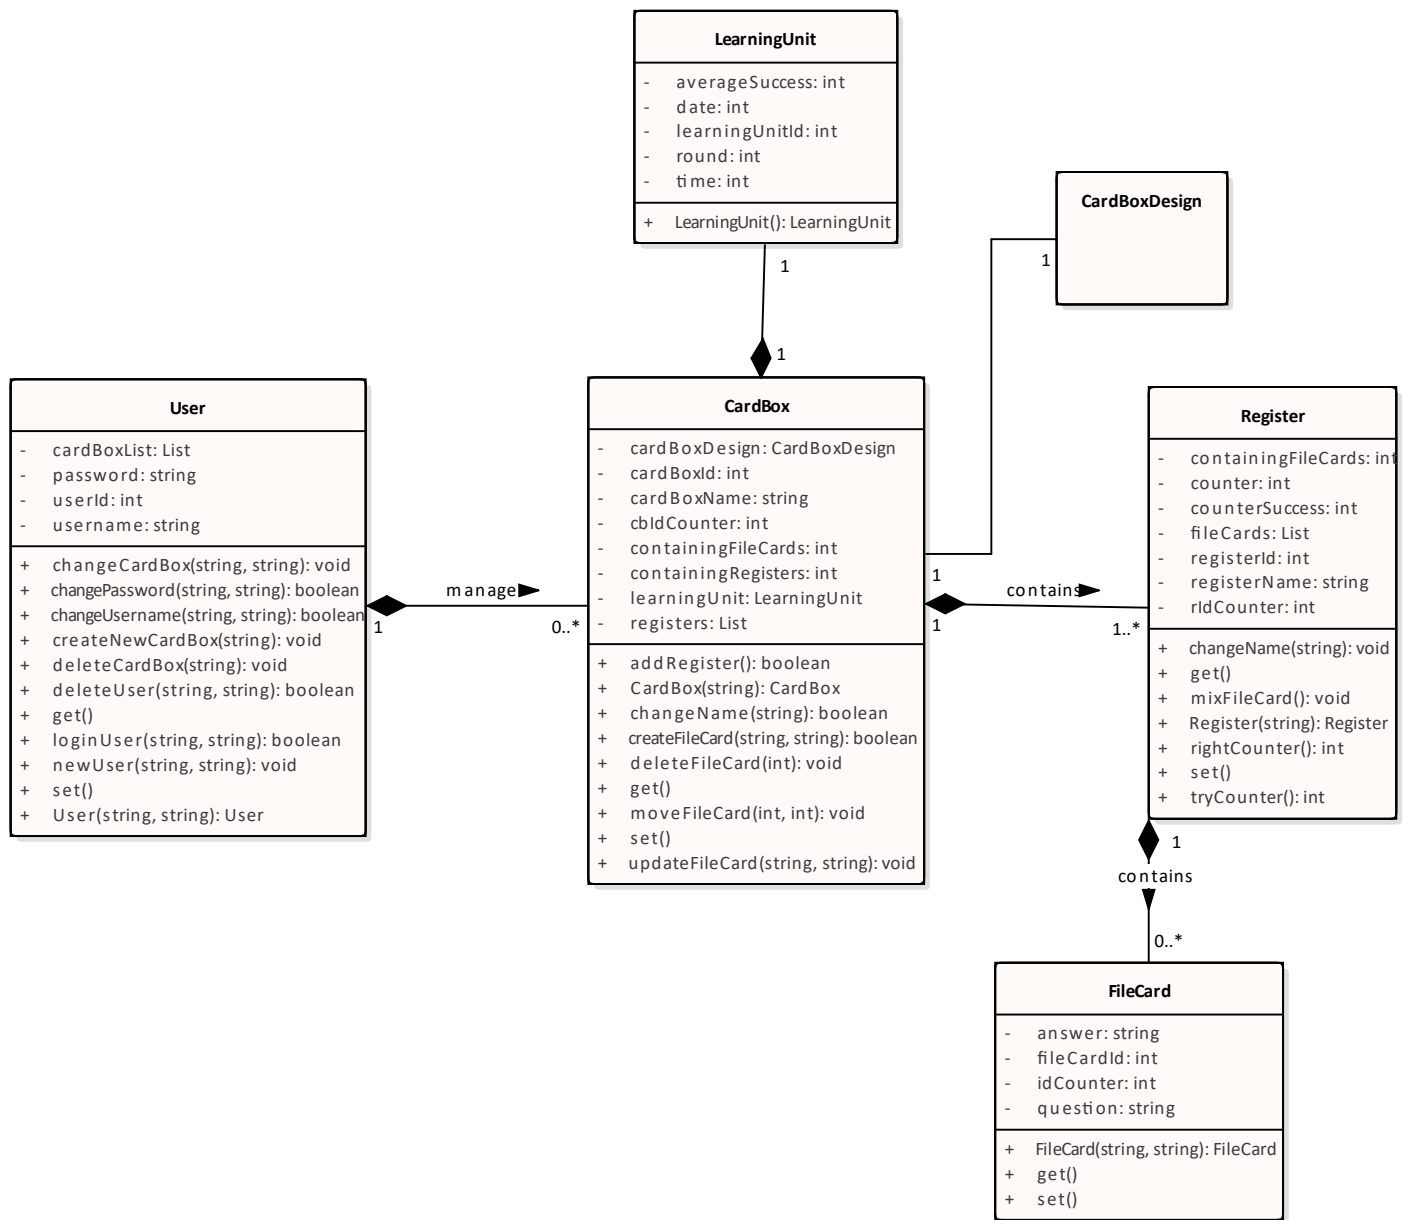 LearningUnit
- averageSuccess: int
- date: int
- learningUnitId: int
- round: int
- time: int
+ LearningUnit(): LearningUnit
1
1
CardBoxDesign
1
User
- cardBoxList: List
- password: string
- userId: int
- username: string
+ changeCardBox(string, string): void
+ changePassword(string, string): boolean
+ changeUsername(string, string): boolean
+ createNewCardBox(string): void
+ deleteCardBox(string): void
+ deleteUser(string, string): boolean
+ get()
+ loginUser(string, string): boolean
+ newUser(string, string): void
+ set()
+ User(string, string): User
manage
1
0..*
CardBox
- cardBoxDesign: CardBoxDesign
- cardBoxId: int
- cardBoxName: string
- cbIdCounter: int
- containingFileCards: int
- containingRegisters: int
- learningUnit: LearningUnit
- registers: List
+ addRegister(): boolean
+ CardBox(string): CardBox
+ changeName(string): boolean
+ createFileCard(string, string): boolean
+ deleteFileCard(int): void
+ get()
+ moveFileCard(int, int): void
+ set()
+ updateFileCard(string, string): void
1
contains
1
1..*
Register
- containingFileCards: int
- counter: int
- counterSuccess: int
- fileCards: List
- registerId: int
- registerName: string
- rIdCounter: int
+ changeName(string): void
+ get()
+ mixFileCard(): void
+ Register(string): Register
+ rightCounter(): int
+ set()
+ tryCounter(): int
1
contains
0..*
FileCard
- answer: string
- fileCardId: int
- idCounter: int
- question: string
+ FileCard(string, string): FileCard
+ get()
+ set()